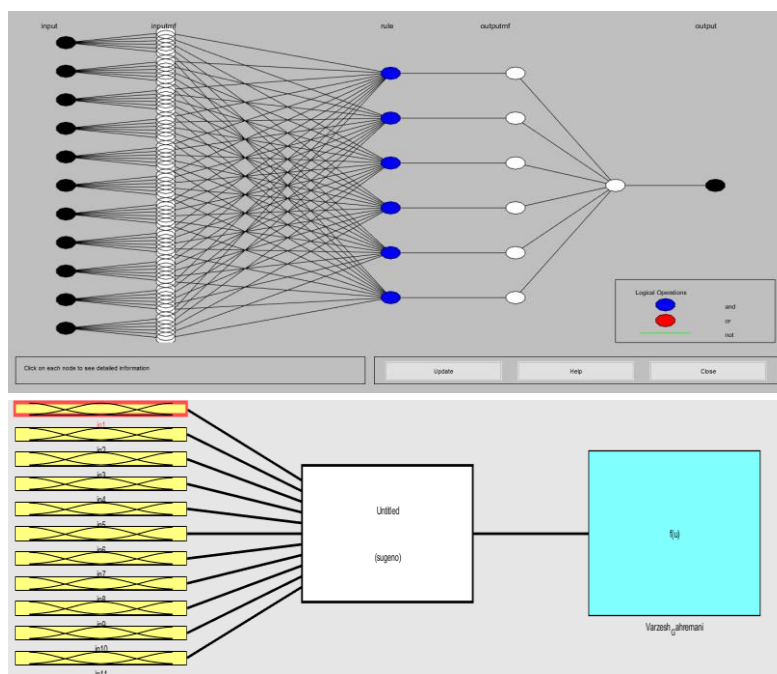 input inputmf rule outputmf output
Logical Operations
and
or
not
Click on each node to see detailed information
Update Help Close
in1
in2
in3
in4
in5
in6
in7
in8
in9
in10
in11
Untitled
(sugeno)
f(u)
Varzesh_Gahremani